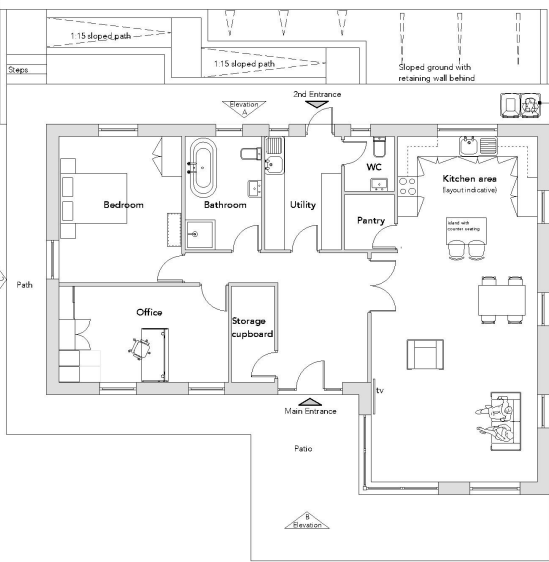 1:15 sloped path
1:15 sloped path
Sloped ground with
retaining wall behind
Steps
2nd Entrance
Elevation
A
WC
Kitchen area
(layout indicative)
Bedroom
Bathroom
Utility
Pantry
island with
counter seating
Path
Office
Storage
cupboard
tv
Main Entrance
Patio
B
Elevation